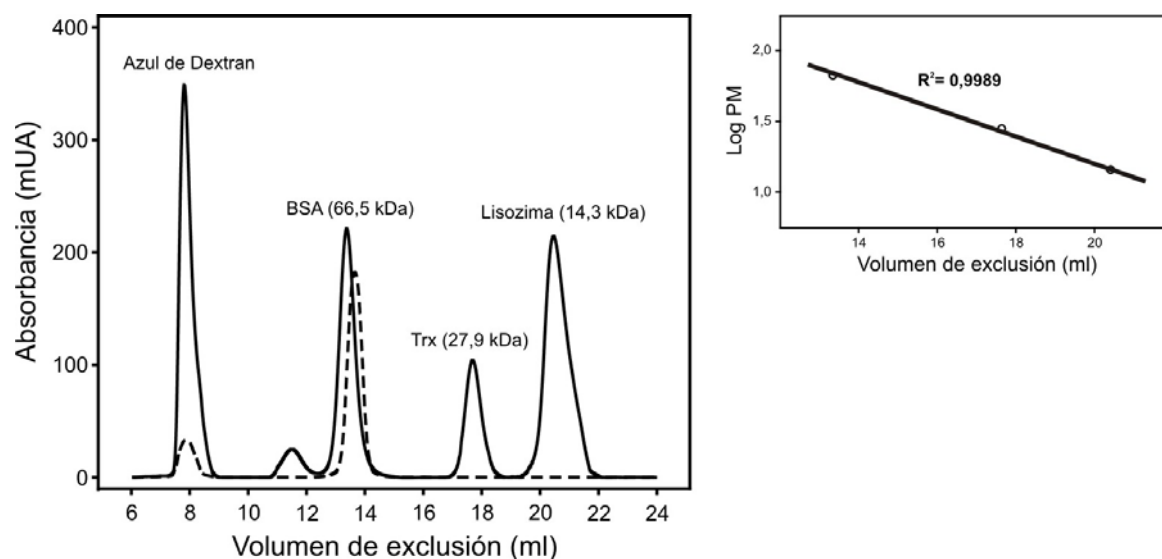 400
300
200
100
0
Absorbancia (mUA)
Azul de Dextran
BSA (66,5 kDa)
Trx (27,9 kDa)
Lisozima (14,3 kDa)
6 8 10 12 14 16 18 20 22 24
Volumen de exclusión (ml)
2,0
1,5
1,0
Log PM
R²= 0,9989
14 16 18 20
Volumen de exclusión (ml)